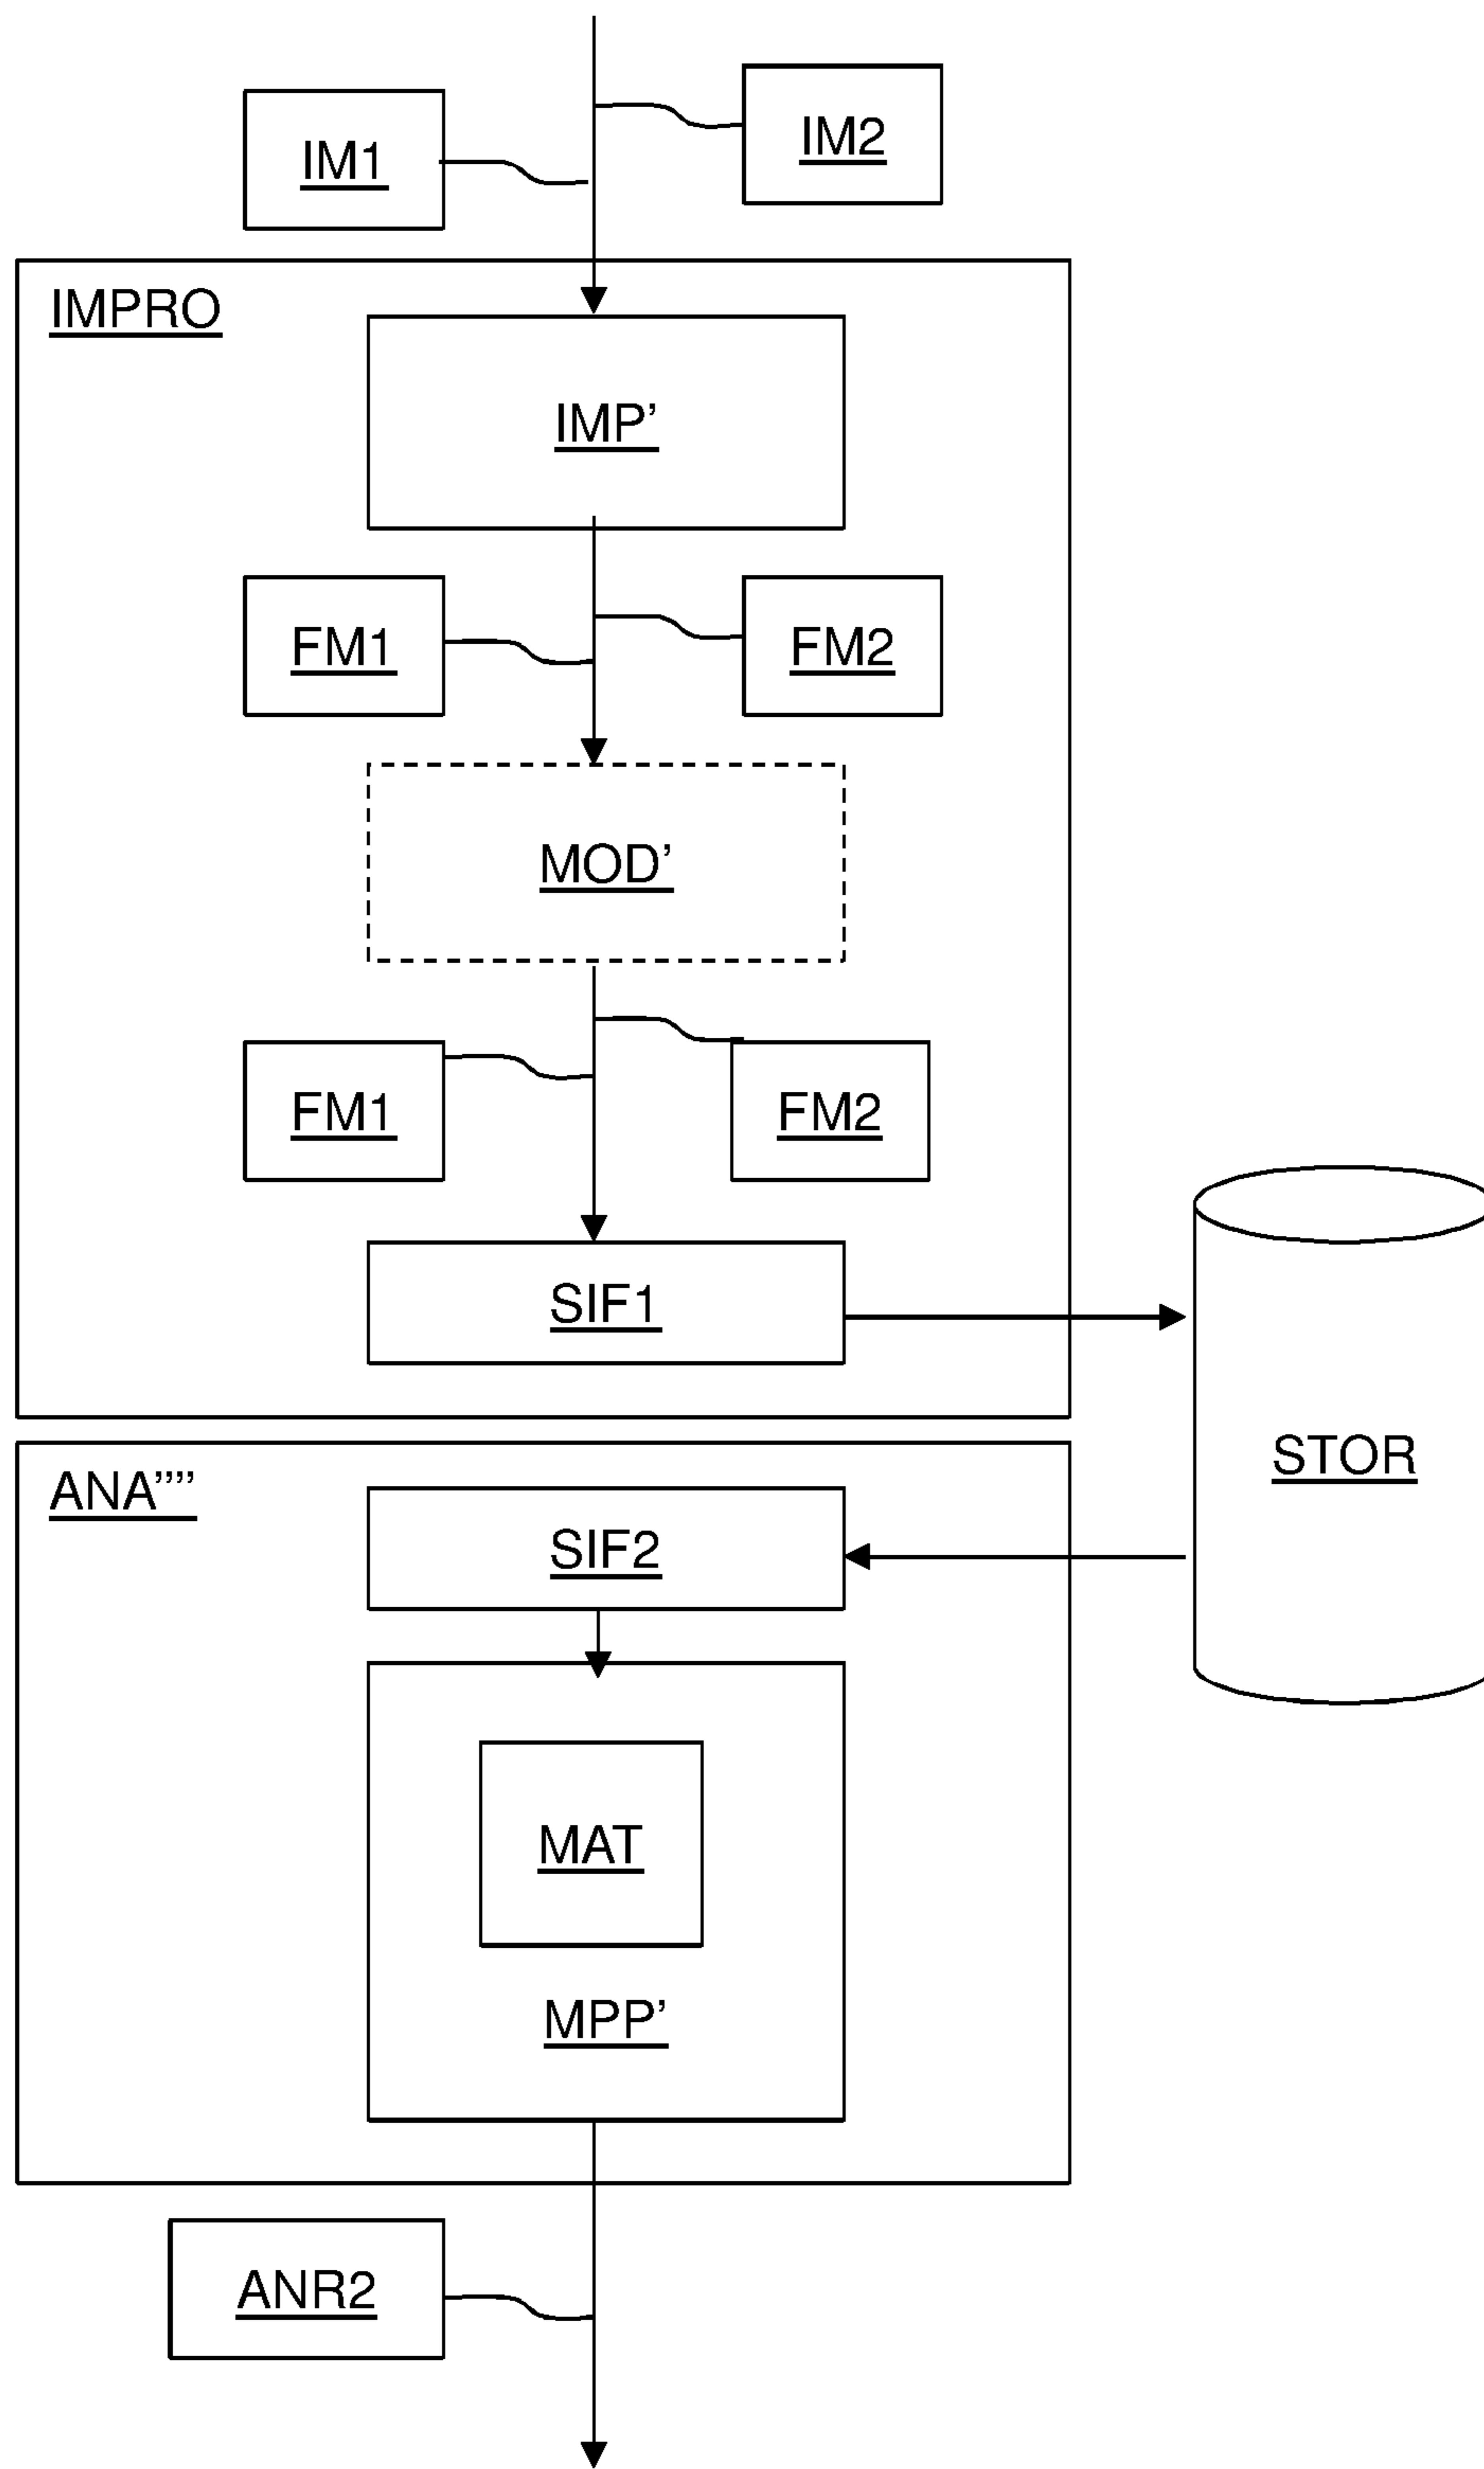 IM1
IM2
IMPRO
IMP’
FM1
FM2
MOD’
FM1
FM2
SIF1
STOR
ANA’’’’
SIF2
MAT
MPP’
ANR2